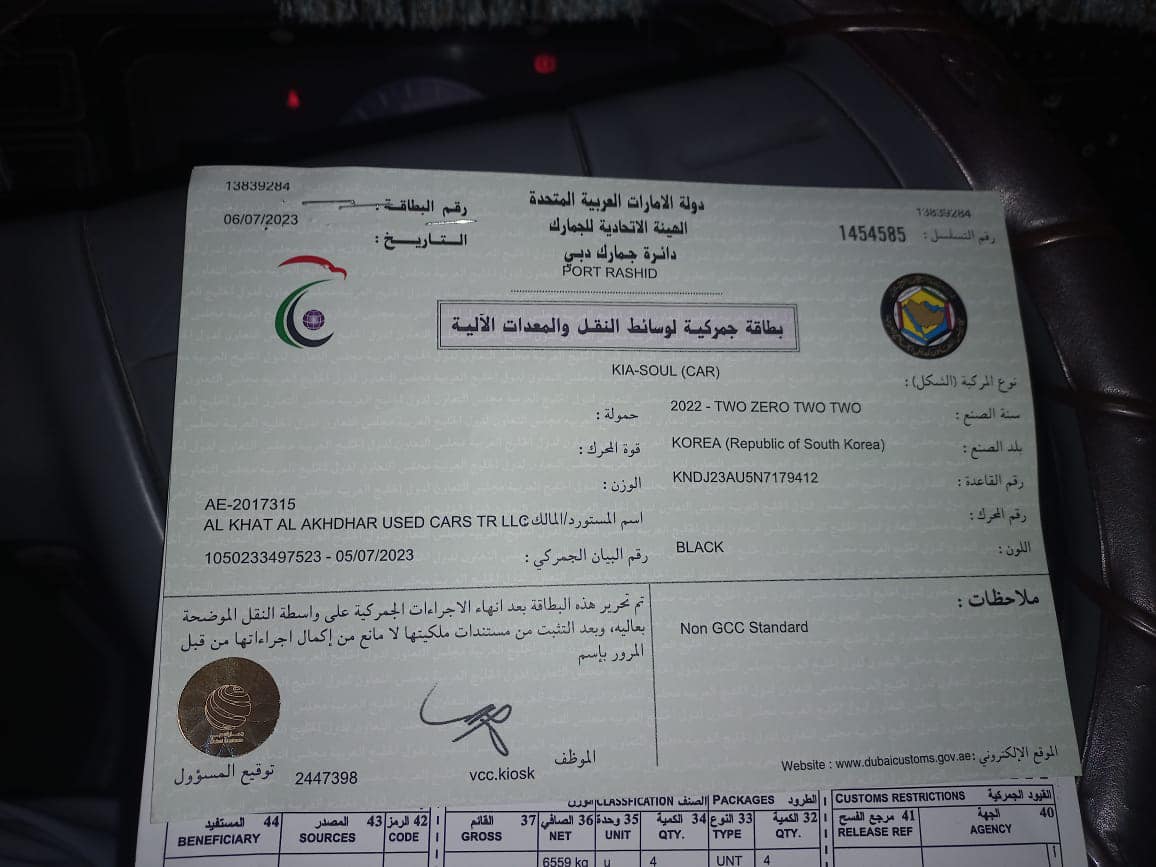 13839284
رقم البطاقة :
دولة الامارات العربية المتحدة
13839284
06/07/2023
التاريـــخ :
الهيئة الاتحادية للجمارك
1454585
رقم التسلسل :
دائرة جمارك دبي
PORT RASHID
بطاقة جمركية لوسائط النقل والمعدات الآلية
نوع المركبة (الشكل) :
KIA-SOUL (CAR)
سنة الصنع :
2022 - TWO ZERO TWO TWO
حمولة :
بلد الصنع :
KOREA (Republic of South Korea)
قوة المحرك :
رقم القاعدة :
KNDJ23AU5N7179412
الوزن :
رقم المحرك :
AE-2017315
اسم المستورد/المالك :
AL KHAT AL AKHDHAR USED CARS TR LLC
اللون :
BLACK
رقم البيان الجمركي :
1050233497523 - 05/07/2023
ملاحظات :
Non GCC Standard
تم تحرير هذه البطاقة بعد انهاء الاجراءات الجمركية على واسطة النقل الموضحة
بعاليه، وبعد التثبت من مستندات ملكيتها لا مانع من إكمال اجراءاتها من قبل
المرور بإسم
الموظف
vcc.kiosk
توقيع المسؤول
2447398
الموقع الإلكتروني : Website : www.dubaicustoms.gov.ae
القيود الجمركية CUSTOMS RESTRICTIONS
الطرود PACKAGES
الصنف CLASSFICATION
40 الجهة AGENCY
41 مرجع الفسح RELEASE REF
32 الكمية QTY.
33 النوع TYPE
34 الكمية QTY.
35 وحدة UNIT
36 الصافي NET
37 القائم GROSS
42 الرمز CODE
43 المصدر SOURCES
44 المستفيد BENEFICIARY
6559 kg u 4 UNT 4 1